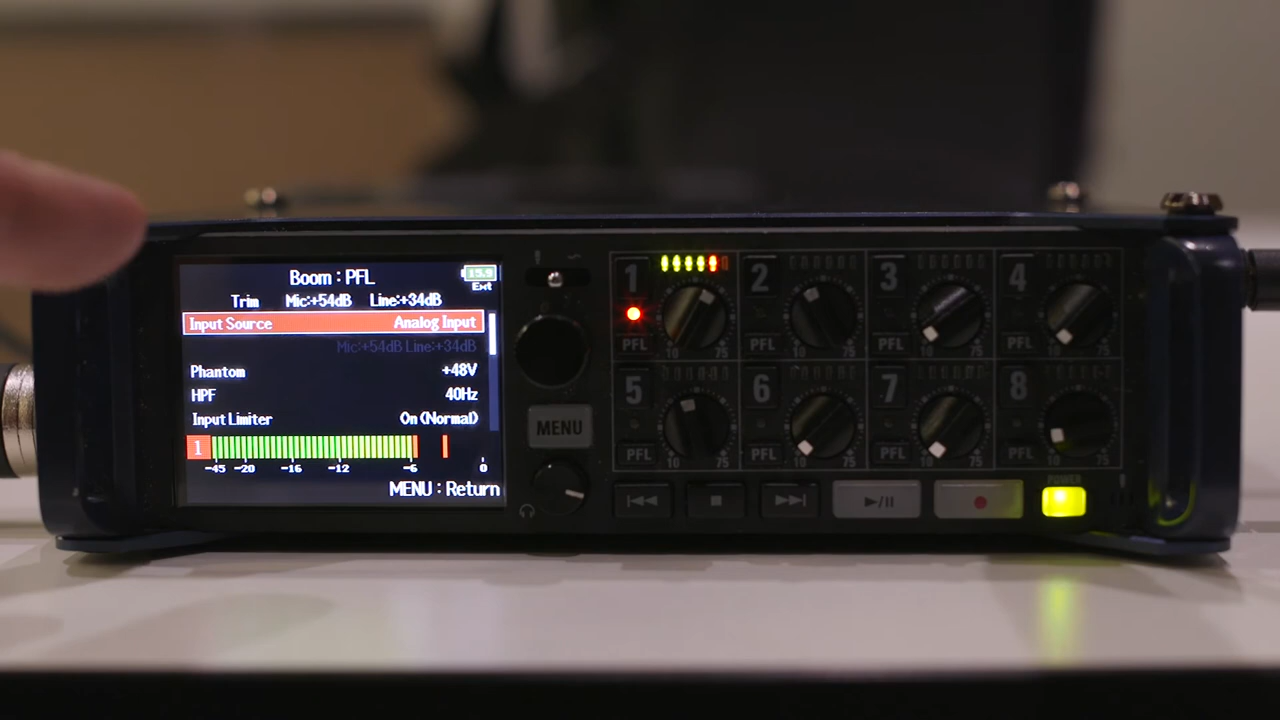 Boom : PFL
15.9
Ext
Trim Mic:+54dB Line:+34dB
Input Source Analog Input
Mic:+54dB Line:+34dB
Phantom +48V
HPF 40Hz
Input Limiter On (Normal)
1
-45 -20 -16 -12 -6 0
MENU : Return
MENU
1 2 3 4
PFL 10 75 PFL 10 75 PFL 10 75 PFL 10 75
5 6 7 8
PFL 10 75 PFL 10 75 PFL 10 75 PFL 10 75
POWER